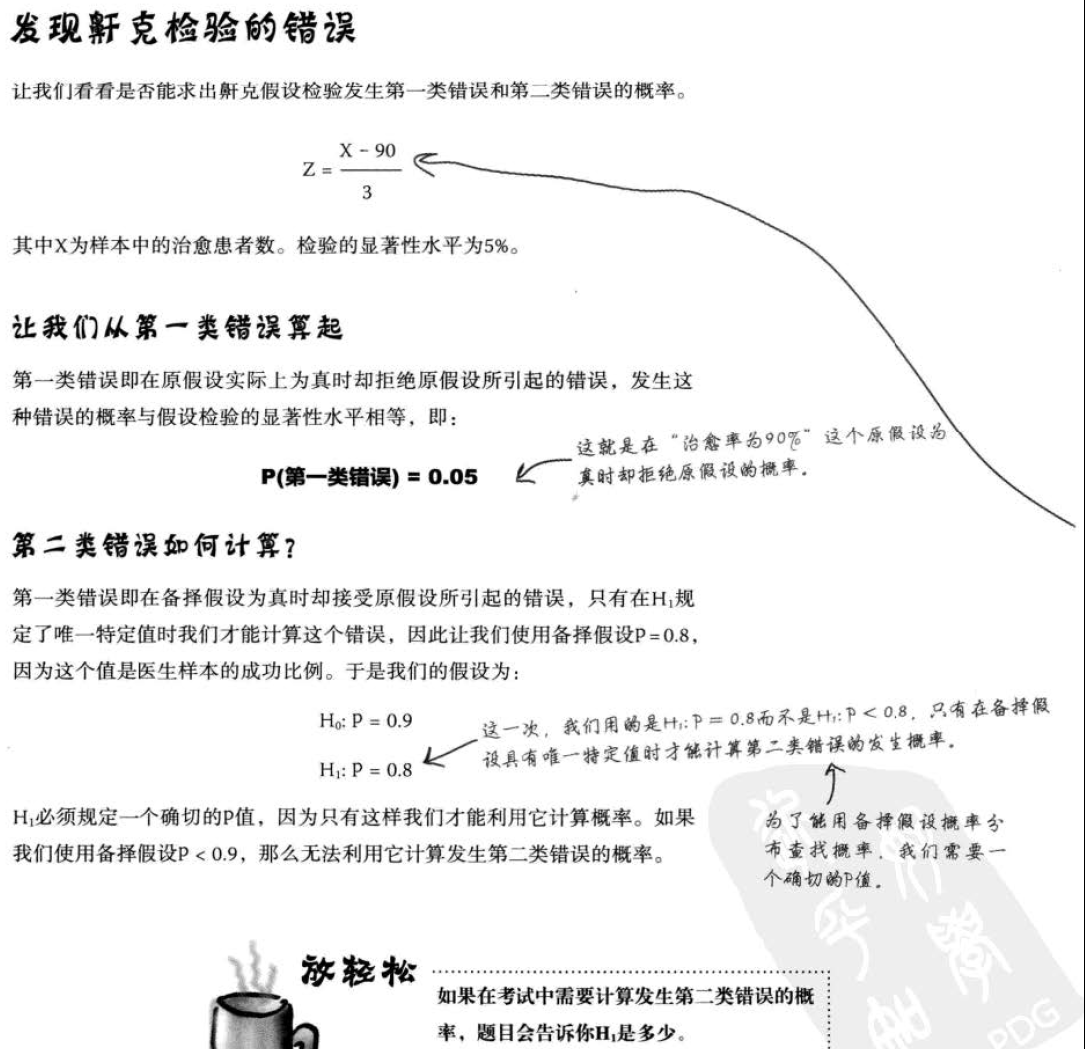 发现鼾克检验的错误
让我们看看是否能求出鼾克假设检验发生第一类错误和第二类错误的概率。
Z = (X - 90) / 3
其中X为样本中的治愈患者数。检验的显著性水平为5%。
让我们从第一类错误算起
第一类错误即在原假设实际上为真时却拒绝原假设所引起的错误，发生这
种错误的概率与假设检验的显著性水平相等，即：
这就是在“治愈率为90%”这个原假设为
真时却拒绝原假设的概率。
P(第一类错误) = 0.05
第二类错误如何计算？
第一类错误即在备择假设为真时却接受原假设所引起的错误，只有在H₁规
定了唯一特定值时我们才能计算这个错误，因此让我们使用备择假设P=0.8，
因为这个值是医生样本的成功比例。于是我们的假设为：
H₀: P = 0.9
H₁: P = 0.8
这一次，我们用的是H₁: P = 0.8而不是H₁: P < 0.8，只有在备择假
设具有唯一特定值时才能计算第二类错误的发生概率。
H₁必须规定一个确切的P值，因为只有这样我们才能利用它计算概率。如果
我们使用备择假设P < 0.9，那么无法利用它计算发生第二类错误的概率。
为了能用备择假设概率分
布查找概率，我们需要一
个确切的P值。
放轻松
如果在考试中需要计算发生第二类错误的概
率，题目会告诉你H₁是多少。
PDG